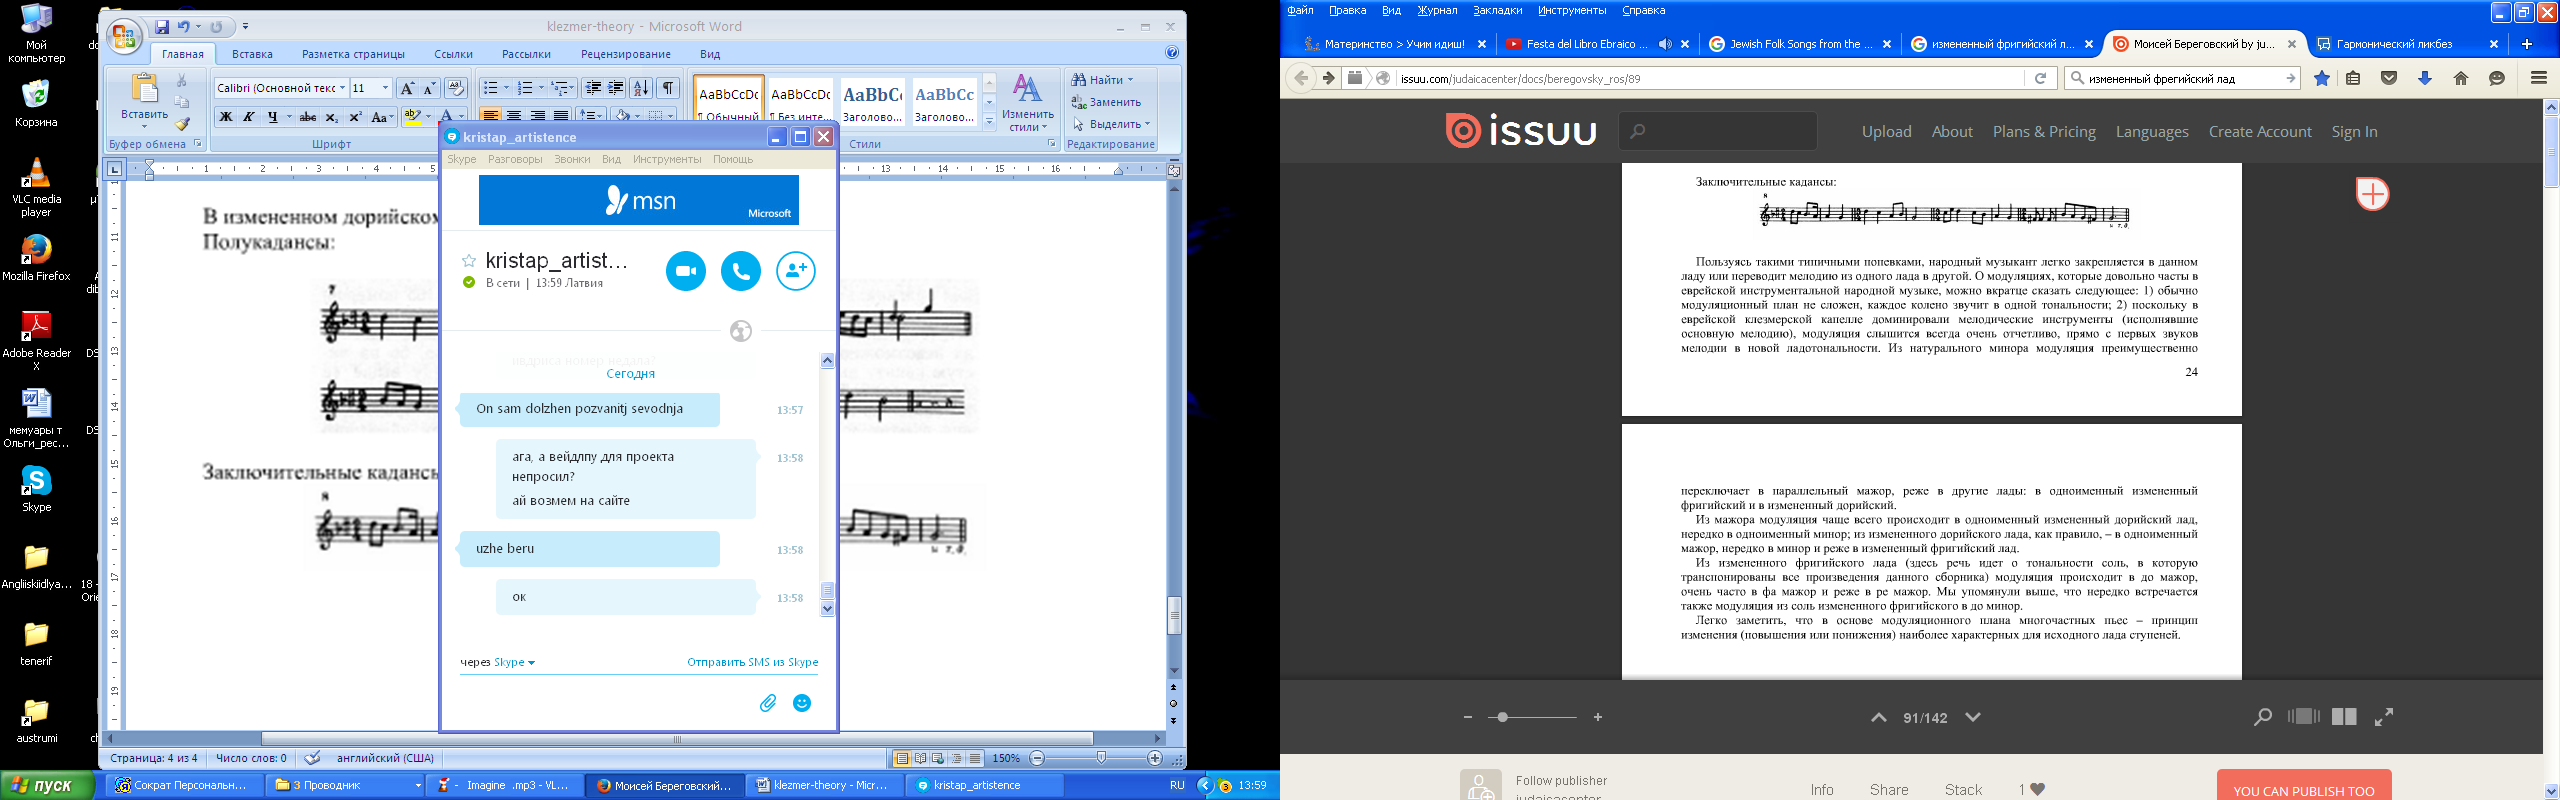 Мой компьютер
Корзина
VLC media player
Mozilla Firefox
Adobe Reader X
мемуары т Ольги_рес...
Skype
Angliiskiidlya...
tenerif
austrumi
klezmer-theory - Microsoft Word
Главная Вставка Разметка страницы Ссылки Рассылки Рецензирование Вид
Вставить
Calibri (Основной текс 11
Буфер обмена
Шрифт
AaBbCcDc AaBbCcDc AaBbC AaBbCc
¶ Обычный ¶ Без инте... Заголово... Заголово...
Изменить стили
Стили
Найти
Заменить
Выделить
Редактирование
В измененном дорийском
Полукадансы:
7
Заключительные кадансы
8
и т.д.
Страница: 4 из 4 Число слов: 0 английский (США) 150%
kristap_artistence
Skype Разговоры Звонки Вид Инструменты Помощь
msn
Microsoft
kristap_artist...
В сети | 13:59 Латвия
Сегодня
On sam dolzhen pozvanitj sevodnja 13:57
ага, а вейдлпу для проекта 13:58
непросил?
ай возмем на сайте
uzhe beru 13:58
ок 13:58
через Skype Отправить SMS из Skype
пуск
Сократ Персональн... 3 Проводник - Imagine .mp3 - VL... Моисей Береговский... klezmer-theory - Micr... kristap_artistence RU 13:59
Файл Правка Вид Журнал Закладки Инструменты Справка
Материнство > Учим идиш! Festa del Libro Ebraico ... Jewish Folk Songs from the ... измененный фригийский л... Моисей Береговский by ju... Гармонический ликбез
issuu.com/judaicacenter/docs/beregovsky_ros/89
измененный фрегийский лад
issuu
Upload About Plans & Pricing Languages Create Account Sign In
Заключительные кадансы:
8
и т.д.
Пользуясь такими типичными попевками, народный музыкант легко закрепляется в данном
ладу или переводит мелодию из одного лада в другой. О модуляциях, которые довольно часты в
еврейской инструментальной народной музыке, можно вкратце сказать следующее: 1) обычно
модуляционный план не сложен, каждое колено звучит в одной тональности; 2) поскольку в
еврейской клезмерской капелле доминировали мелодические инструменты (исполнявшие
основную мелодию), модуляция слышится всегда очень отчетливо, прямо с первых звуков
мелодии в новой ладотональности. Из натурального минора модуляция преимущественно
24
переключает в параллельный мажор, реже в другие лады: в одноименный измененный
фригийский и в измененный дорийский.
Из мажора модуляция чаще всего происходит в одноименный измененный дорийский лад,
нередко в одноименный минор; из измененного дорийского лада, как правило, – в одноименный
мажор, нередко в минор и реже в измененный фригийский лад.
Из измененного фригийского лада (здесь речь идет о тональности соль, в которую
транспонированы все произведения данного сборника) модуляция происходит в до мажор,
очень часто в фа мажор и реже в ре мажор. Мы упомянули выше, что нередко встречается
также модуляция из соль измененного фригийского в до минор.
Легко заметить, что в основе модуляционного плана многочастных пьес – принцип
изменения (повышения или понижения) наиболее характерных для исходного лада ступеней.
91/142
Follow publisher
judaicacenter
Info Share Stack 1
YOU CAN PUBLISH TOO